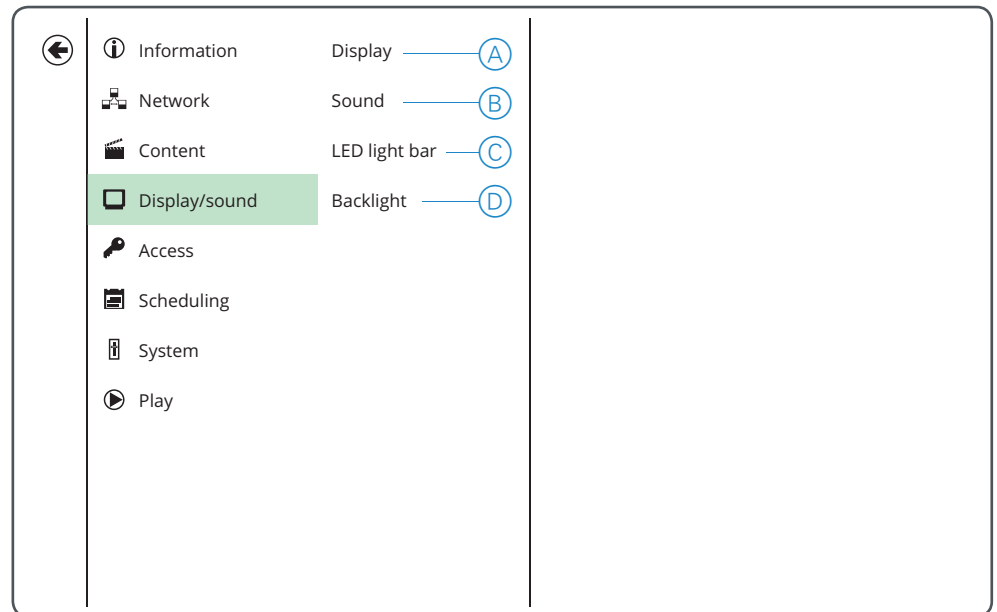 Information
Display
A
Network
Sound
B
Content
LED light bar
C
Display/sound
Backlight
D
Access
Scheduling
System
Play